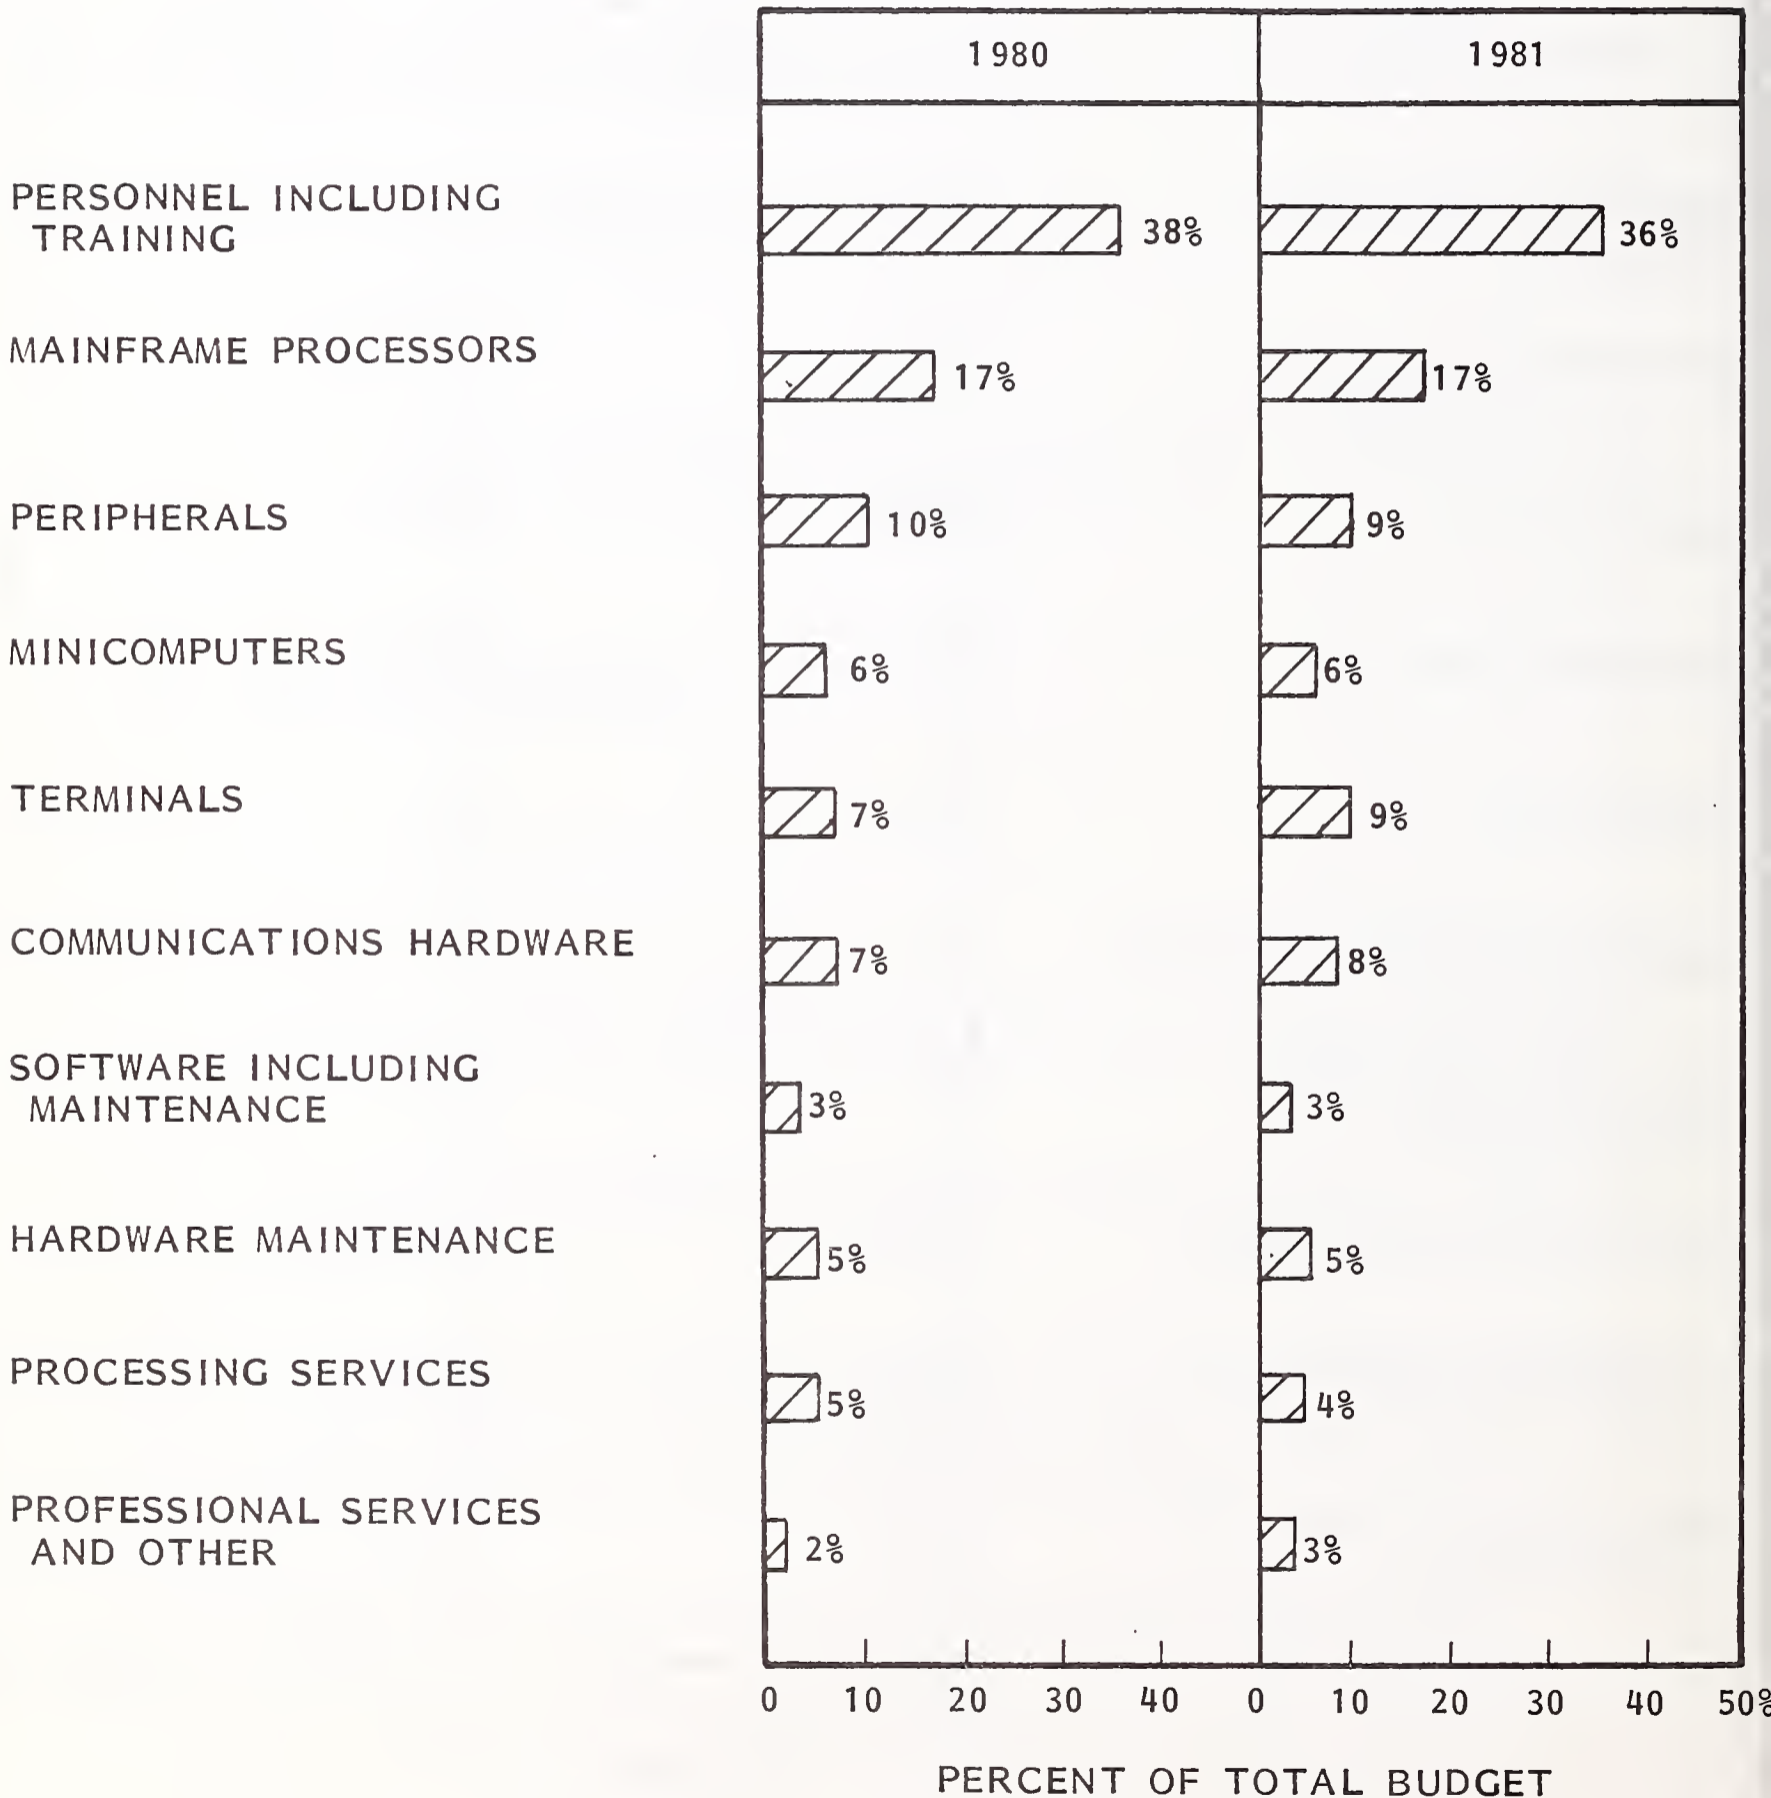 1980 1981
PERSONNEL INCLUDING
TRAINING
38% 36%
MAINFRAME PROCESSORS
17% 17%
PERIPHERALS
10% 9%
MINICOMPUTERS
6% 6%
TERMINALS
7% 9%
COMMUNICATIONS HARDWARE
7% 8%
SOFTWARE INCLUDING
MAINTENANCE
3% 3%
HARDWARE MAINTENANCE
5% 5%
PROCESSING SERVICES
5% 4%
PROFESSIONAL SERVICES
AND OTHER
2% 3%
0 10 20 30 40 0 10 20 30 40 50%
PERCENT OF TOTAL BUDGET